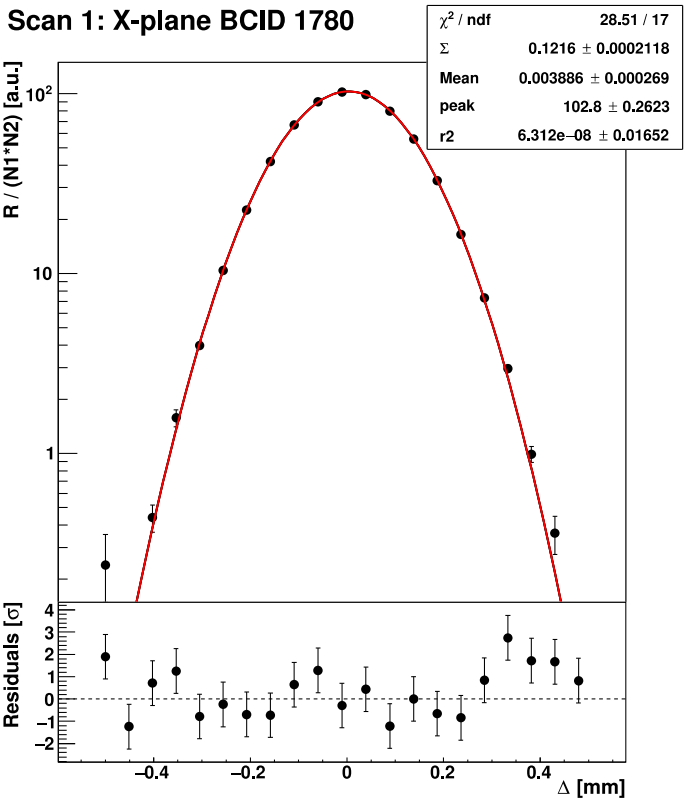 Scan 1: X-plane BCID 1780
χ² / ndf 28.51 / 17
Σ 0.1216 ± 0.0002118
Mean 0.003886 ± 0.000269
peak 102.8 ± 0.2623
r2 6.312e−08 ± 0.01652
R / (N1*N2) [a.u.]
10²
10
1
Residuals [σ]
4
3
2
1
0
−1
−2
−0.4 −0.2 0 0.2 0.4
Δ [mm]